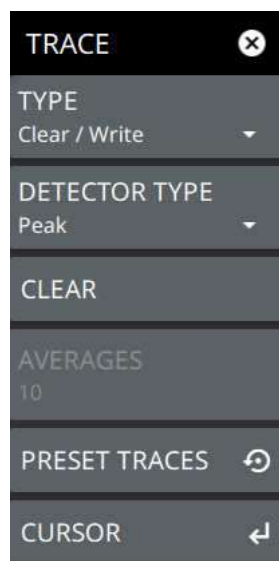 TRACE
TYPE
Clear / Write
DETECTOR TYPE
Peak
CLEAR
AVERAGES
10
PRESET TRACES
CURSOR